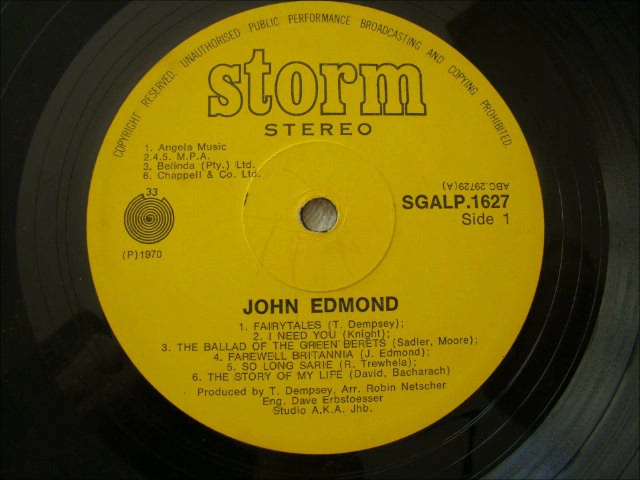 COPYRIGHT RESERVED. UNAUTHORISED PUBLIC PERFORMANCE BROADCASTING AND COPYING PROHIBITED.
storm
STEREO
1. Angela Music
2.4.5. M.P.A.
3. Belinda (Pty.) Ltd.
6. Chappell & Co. Ltd.
ABC.29729(A)
33
SGALP.1627
Side 1
(P)1970
JOHN EDMOND
1. FAIRYTALES (T. Dempsey);
2. I NEED YOU (Knight);
3. THE BALLAD OF THE GREEN BERETS (Sadler, Moore);
4. FAREWELL BRITANNIA (J. Edmond);
5. SO LONG SARIE (R. Trewhela);
6. THE STORY OF MY LIFE (David, Bacharach)
Produced by T. Dempsey, Arr. Robin Netscher
Eng. Dave Erbstoesser
Studio A.K.A. Jhb.